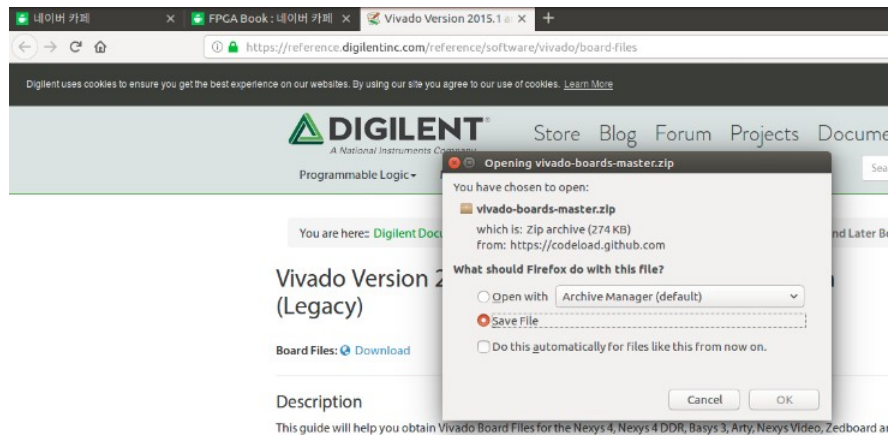 네이버 카페
FPGA Book : 네이버 카페
Vivado Version 2015.1 a
https://reference.digilentinc.com/reference/software/vivado/board-files
Digilent uses cookies to ensure you get the best experience on our websites. By using our site you agree to our use of cookies. Learn More
DIGILENT
A National Instruments Company
Store Blog Forum Projects Docume
Programmable Logic
Sea
Opening vivado-boards-master.zip
You have chosen to open:
vivado-boards-master.zip
which is: Zip archive (274 KB)
from: https://codeload.github.com
What should Firefox do with this file?
Open with Archive Manager (default)
Save File
Do this automatically for files like this from now on.
Cancel OK
You are here: Digilent Docu
nd Later Bo
Vivado Version 2
(Legacy)
Board Files: Download
Description
This guide will help you obtain Vivado Board Files for the Nexys 4, Nexys 4 DDR, Basys 3, Arty, Nexys Video, Zedboard ar